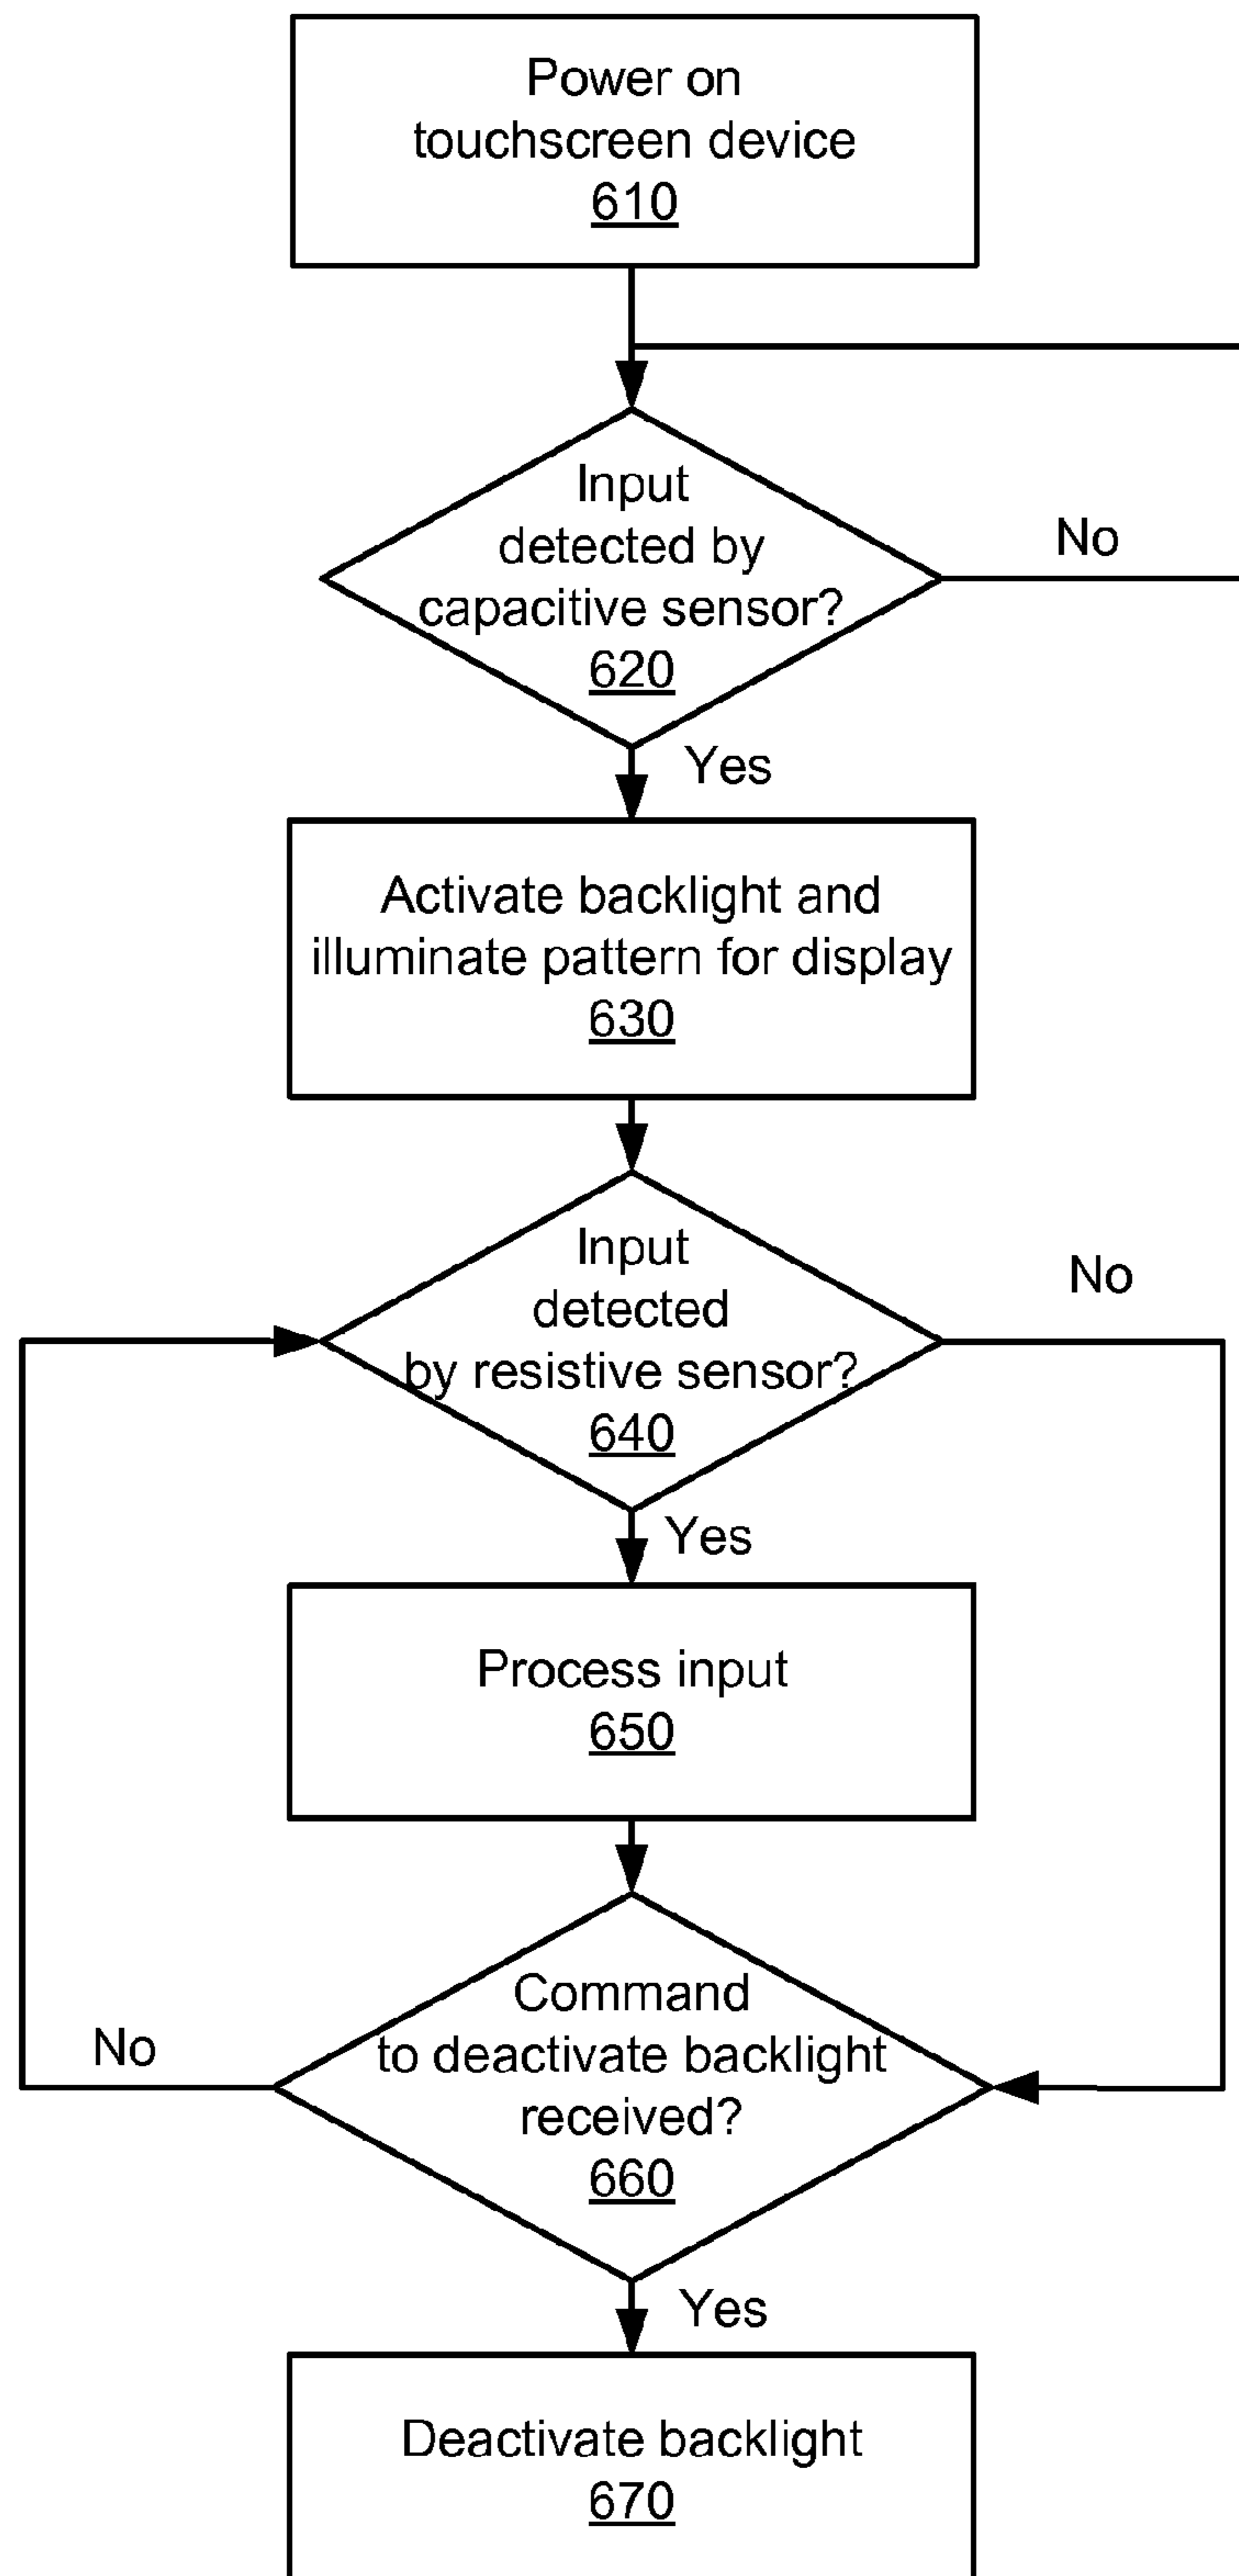 Power on
touchscreen device
610
Input
detected by
capacitive sensor?
620
No
Yes
Activate backlight and
illuminate pattern for display
630
Input
detected
by resistive sensor?
640
No
Yes
Process input
650
Command
to deactivate backlight
received?
660
No
Yes
Deactivate backlight
670